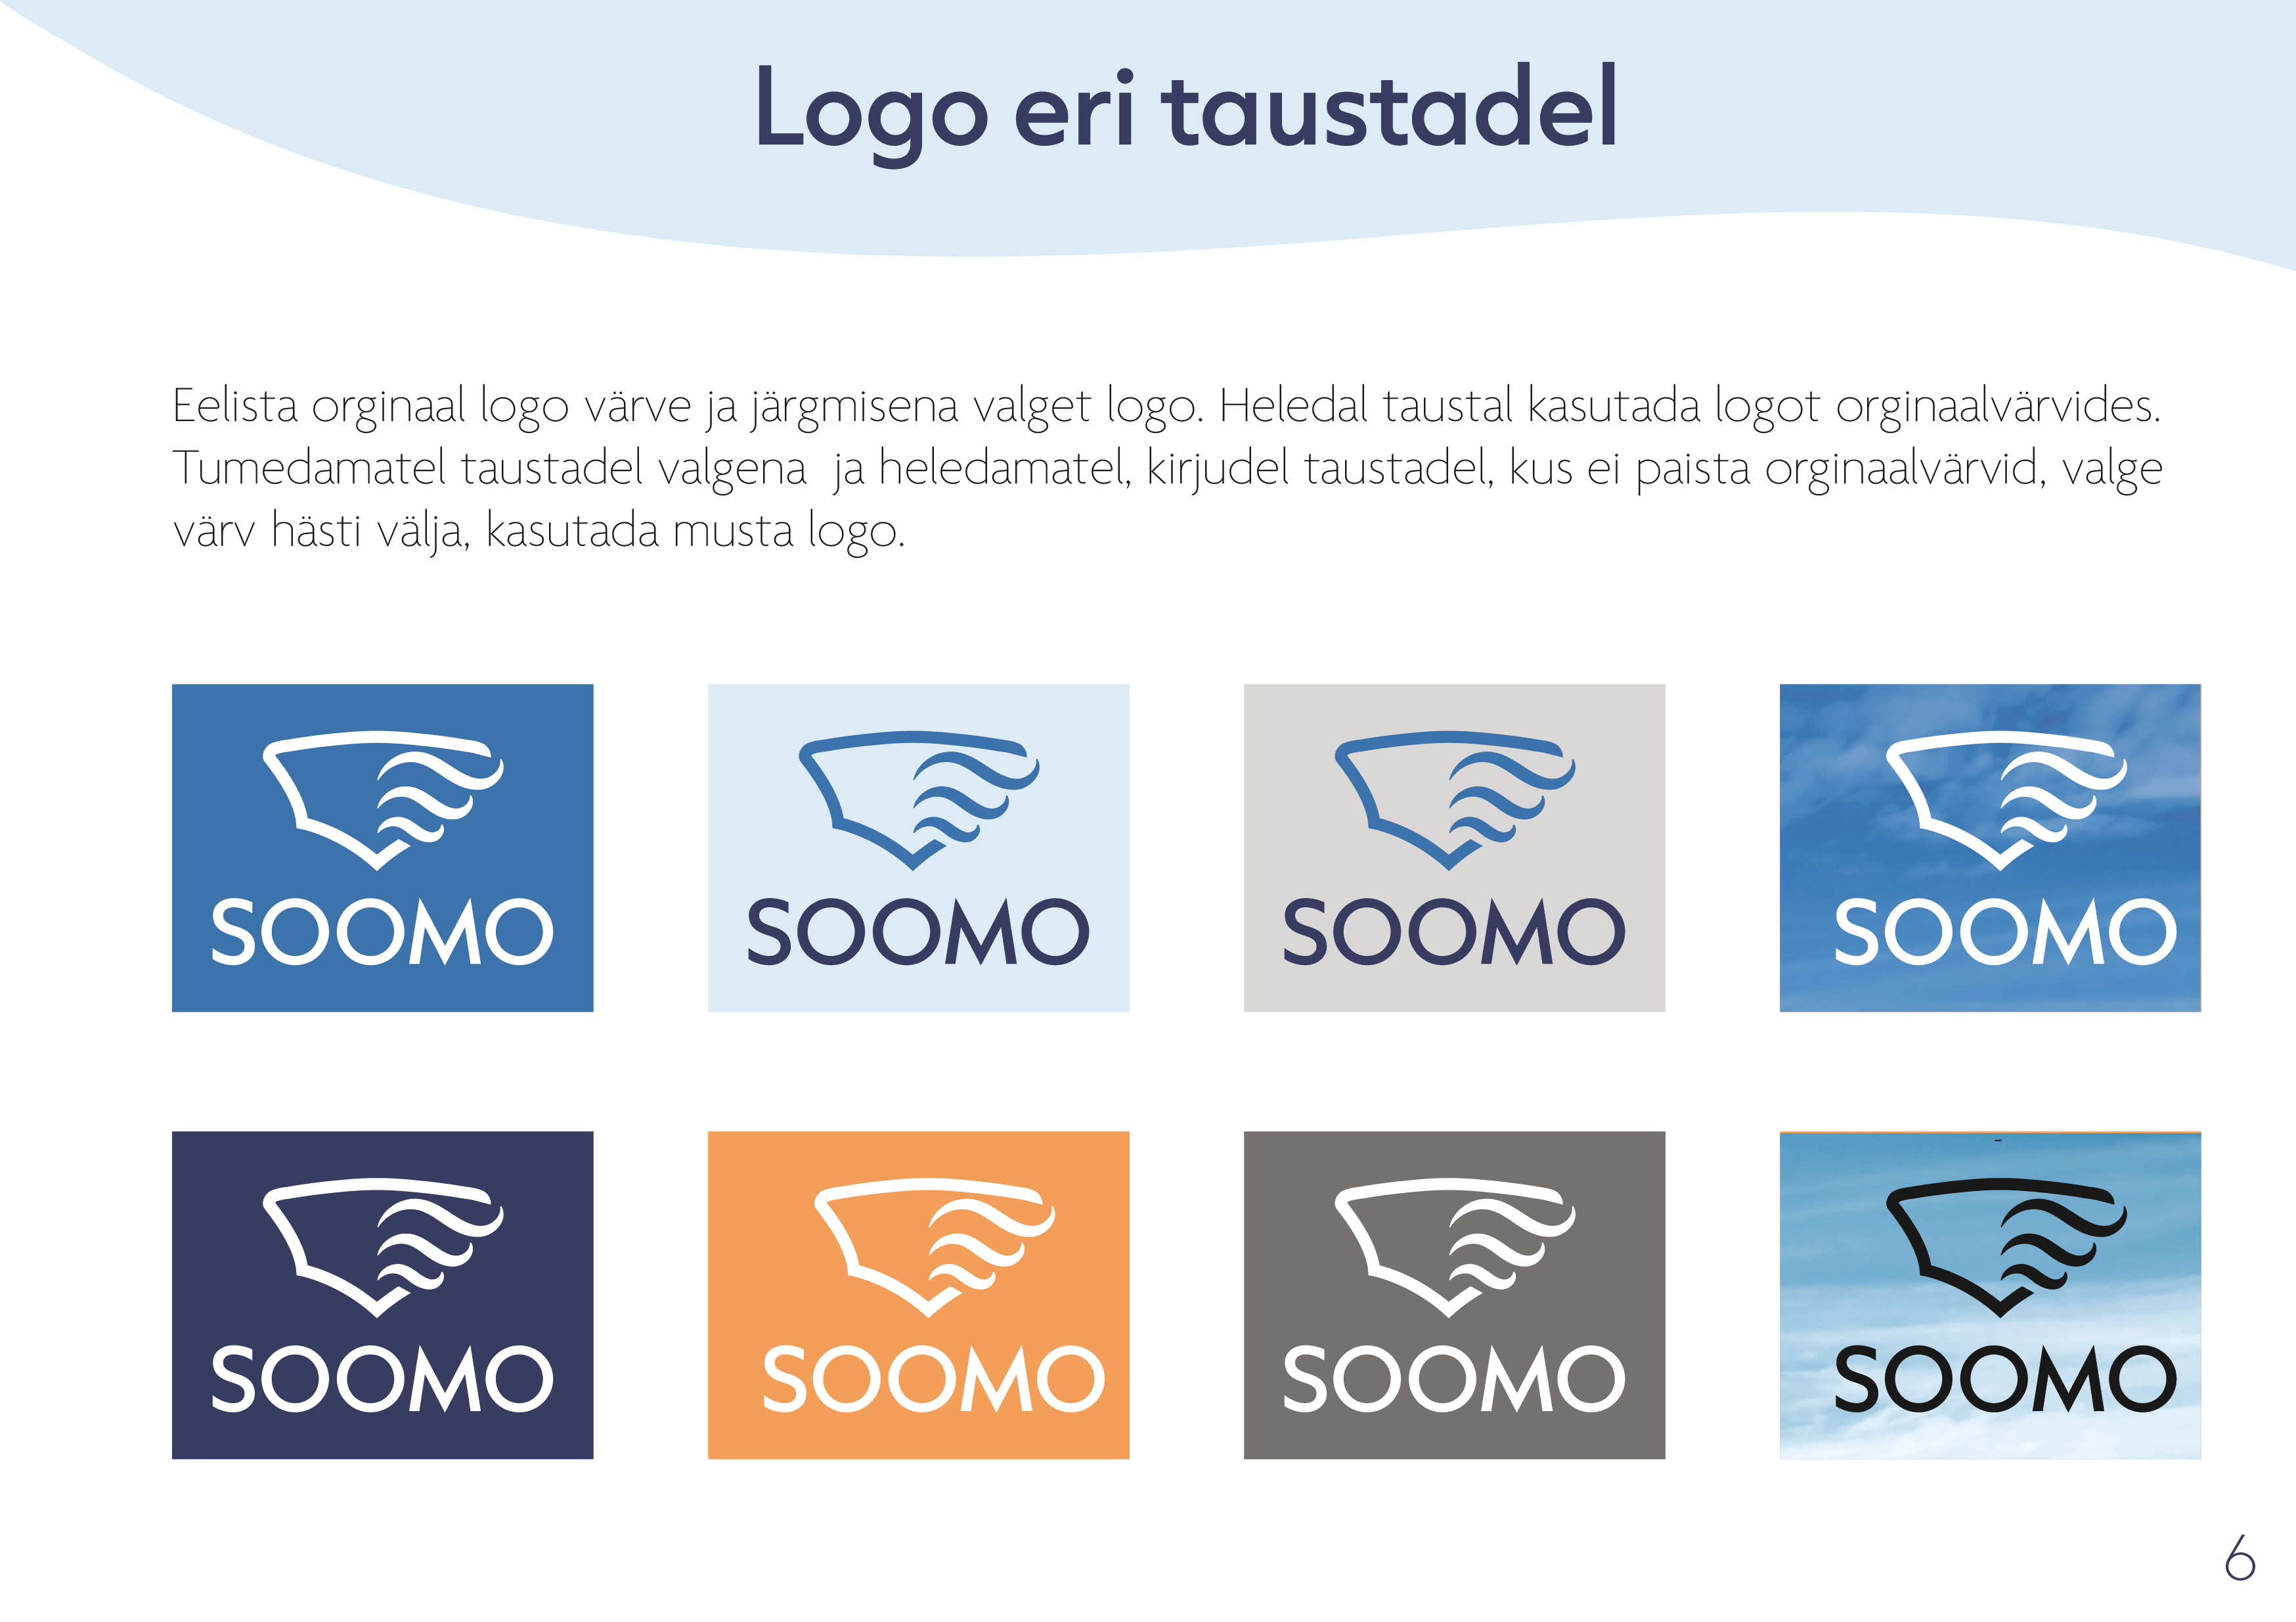 Logo eri taustadel
Eelista orginaal logo värve ja järgmisena valget logo. Heledal taustal kasutada logot orginaalvärvides.
Tumedamatel taustadel valgena ja heledamatel, kirjudel taustadel, kus ei paista orginaalvärvid, valge
värv hästi välja, kasutada musta logo.
SOOMO
SOOMO
SOOMO
SOOMO
SOOMO
SOOMO
SOOMO
SOOMO
6